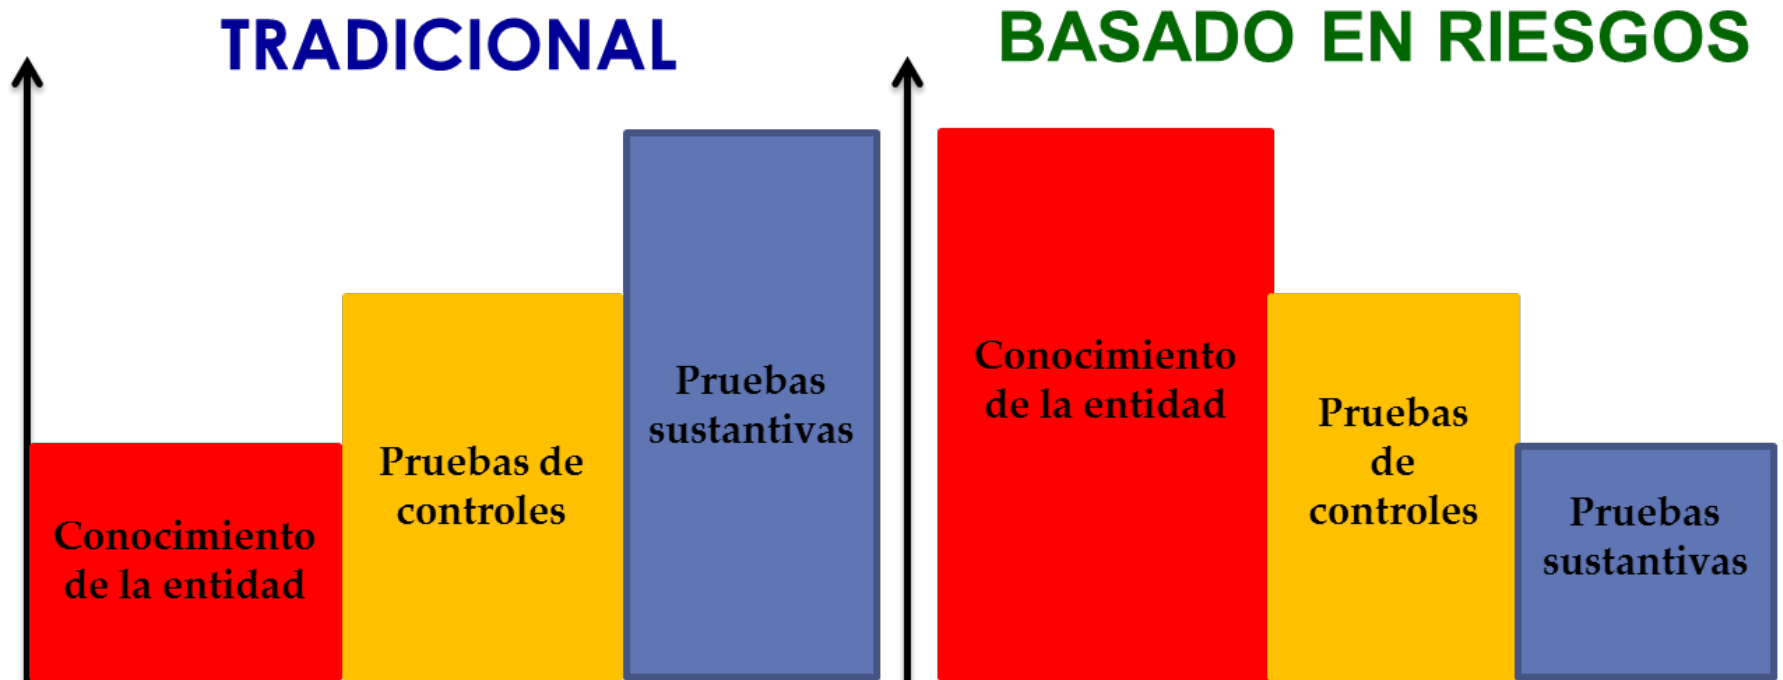 TRADICIONAL
Conocimiento
de la entidad
Pruebas de
controles
Pruebas
sustantivas
BASADO EN RIESGOS
Conocimiento
de la entidad
Pruebas
de
controles
Pruebas
sustantivas